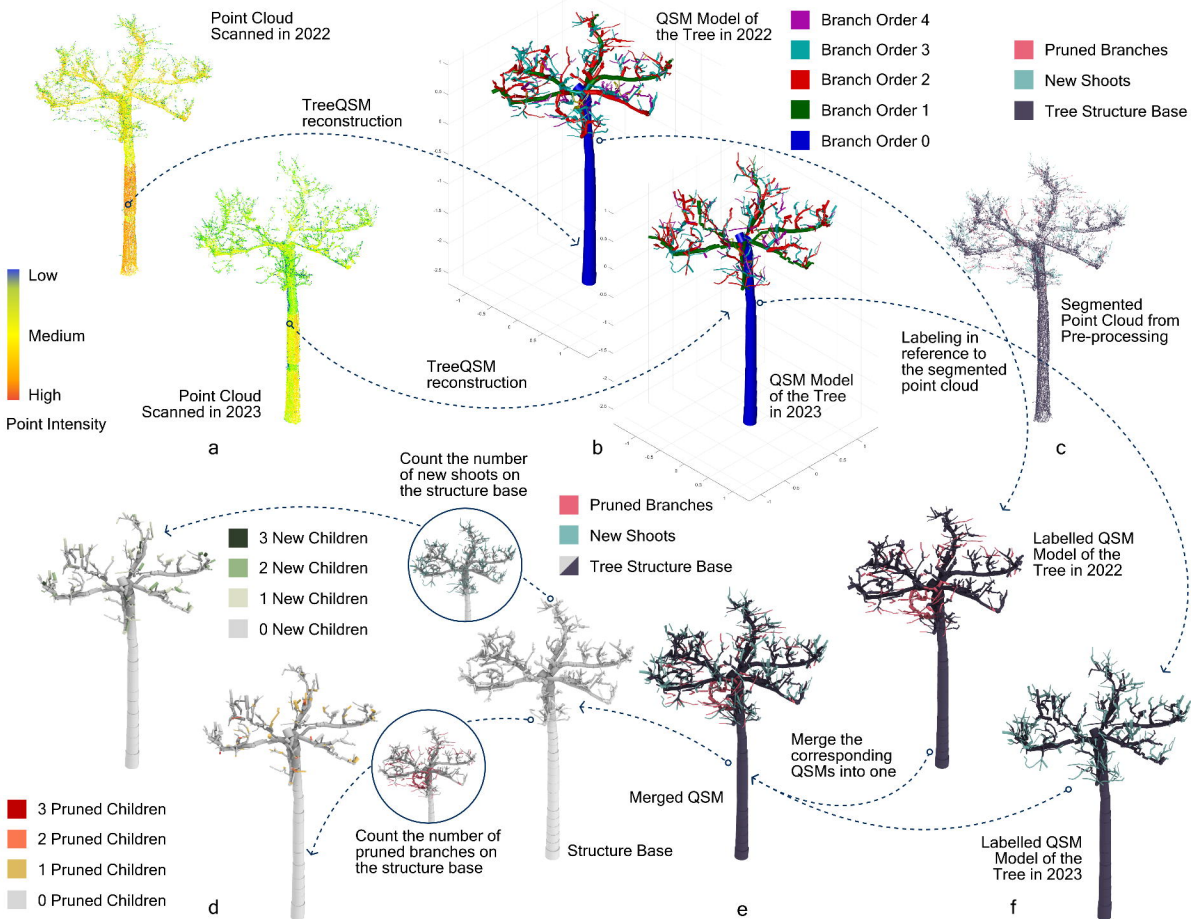 Point Cloud
Scanned in 2022
TreeQSM
reconstruction
QSM Model of
the Tree in 2022
Branch Order 4
Branch Order 3
Branch Order 2
Branch Order 1
Branch Order 0
Pruned Branches
New Shoots
Tree Structure Base
Low
Medium
High
Point Intensity
Point Cloud
Scanned in 2023
TreeQSM
reconstruction
QSM Model
of the Tree
in 2023
Labeling in
reference to
the segmented
point cloud
Segmented
Point Cloud from
Pre-processing
a
b
c
Count the number
of new shoots on
the structure base
3 New Children
2 New Children
1 New Children
0 New Children
Pruned Branches
New Shoots
Tree Structure Base
Labelled QSM
Model of the
Tree in 2022
3 Pruned Children
2 Pruned Children
1 Pruned Children
0 Pruned Children
Count the number of
pruned branches on
the structure base
Structure Base
Merged QSM
Merge the
corresponding
QSMs into one
Labelled QSM
Model of the
Tree in 2023
d
e
f